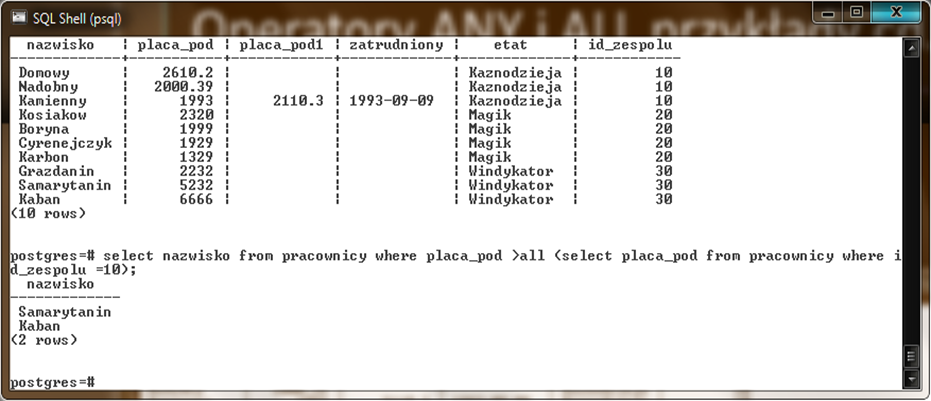 Operatory ANY i ALL przykłady c
SQL Shell (psql)
nazwisko | placa_pod | placa_pod1 | zatrudniony | etat | id_zespolu
-------------+-----------+------------+-------------+-------------+------------
Domowy | 2610.2 | | | Kaznodzieja | 10
Nadobny | 2000.39 | | | Kaznodzieja | 10
Kamienny | 1993 | 2110.3 | 1993-09-09 | Kaznodzieja | 10
Kosiakow | 2320 | | | Magik | 20
Boryna | 1999 | | | Magik | 20
Cyrenejczyk | 1929 | | | Magik | 20
Karbon | 1329 | | | Magik | 20
Grazdanin | 2232 | | | Windykator | 30
Samarytanin | 5232 | | | Windykator | 30
Kaban | 6666 | | | Windykator | 30
(10 rows)
postgres=# select nazwisko from pracownicy where placa_pod >all (select placa_pod from pracownicy where i
d_zespolu =10);
nazwisko
-------------
Samarytanin
Kaban
(2 rows)
postgres=#